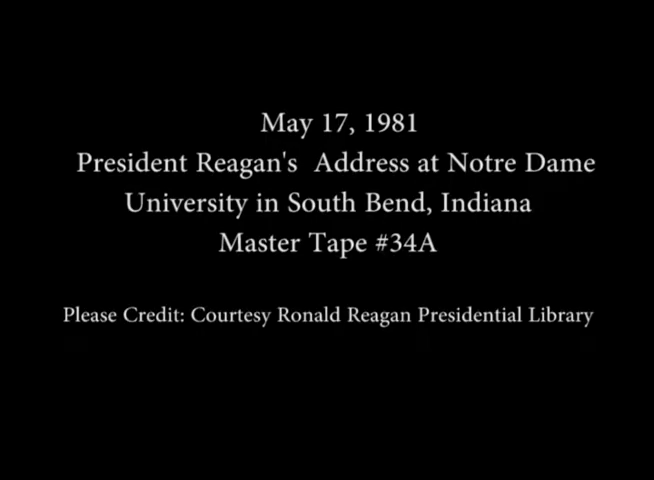 May 17, 1981
President Reagan's  Address at Notre Dame
University in South Bend, Indiana
Master Tape #34A
Please Credit: Courtesy Ronald Reagan Presidential Library